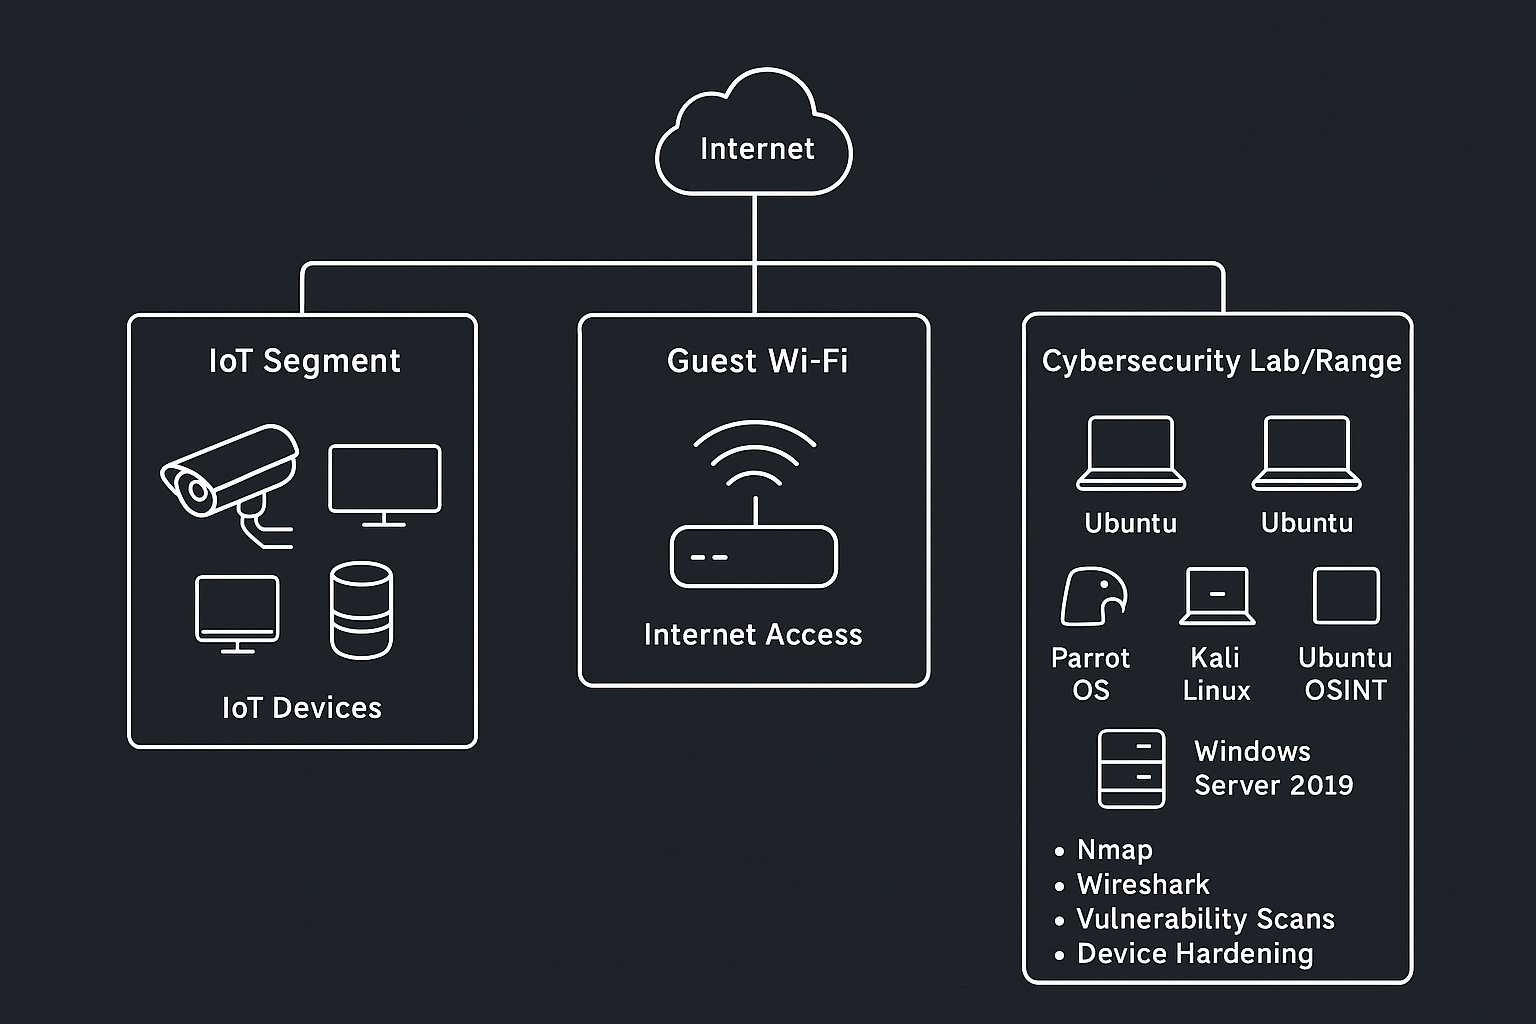 Internet
IoT Segment
IoT Devices
Guest Wi-Fi
Internet Access
Cybersecurity Lab/Range
Ubuntu
Ubuntu
Parrot
OS
Kali
Linux
Ubuntu
OSINT
Windows
Server 2019
• Nmap
• Wireshark
• Vulnerability Scans
• Device Hardening